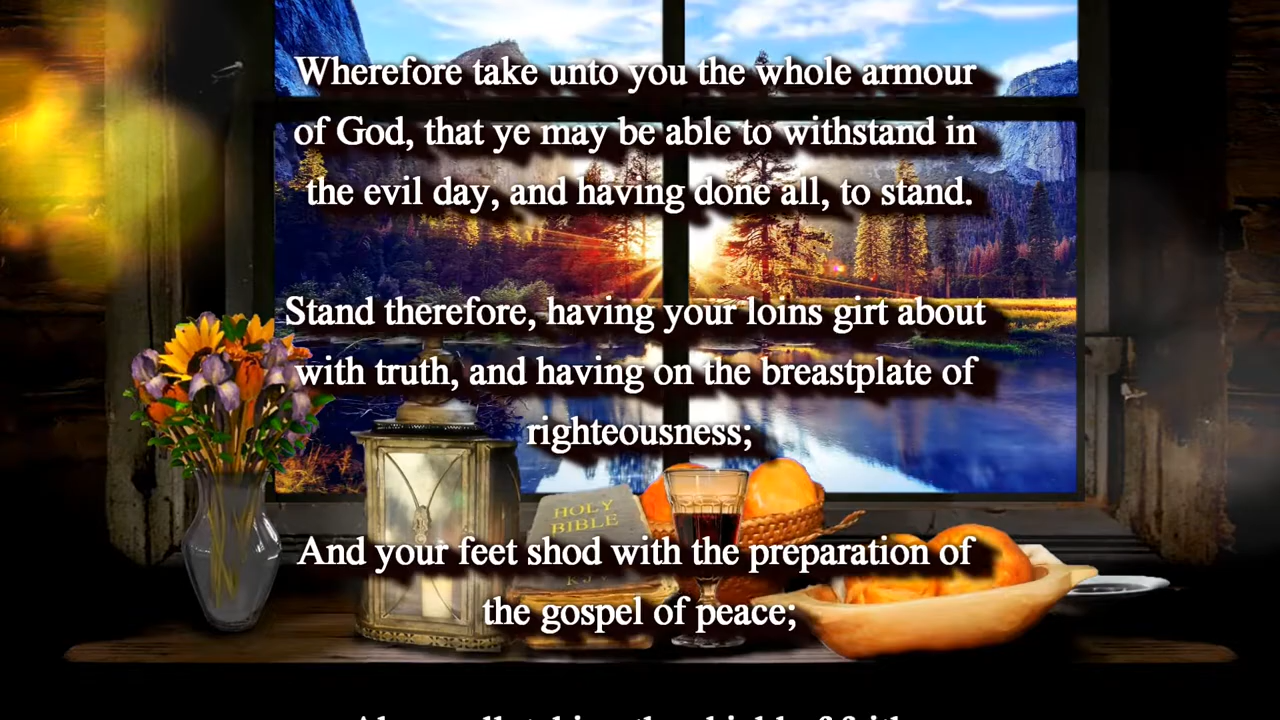 Wherefore take unto you the whole armour
of God, that ye may be able to withstand in
the evil day, and having done all, to stand.
Stand therefore, having your loins girt about
with truth, and having on the breastplate of
righteousness;
HOLY
BIBLE
And your feet shod with the preparation of
KJV
the gospel of peace;